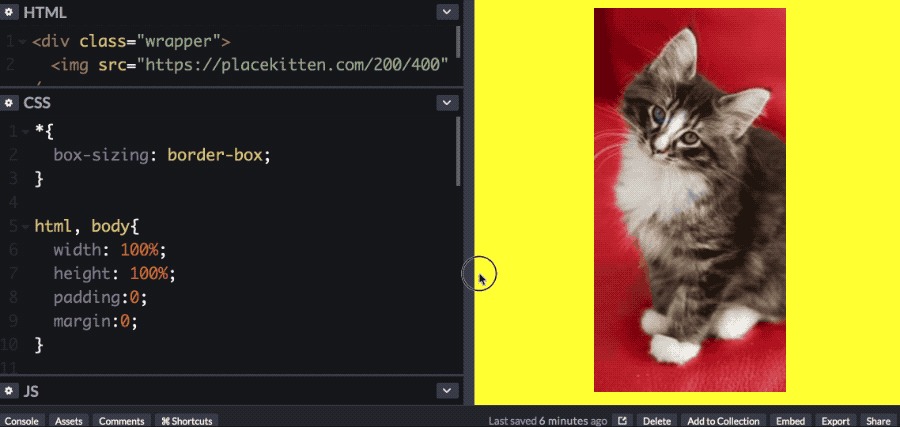 HTML
1 <div class="wrapper">
2 <img src="https://placekitten.com/200/400"
CSS
1 *{
2 box-sizing: border-box;
3 }
4
5 html, body{
6 width: 100%;
7 height: 100%;
8 padding:0;
9 margin:0;
10 }
11
JS
Console Assets Comments ⌘ Shortcuts Last saved 6 minutes ago Delete Add to Collection Embed Export Share